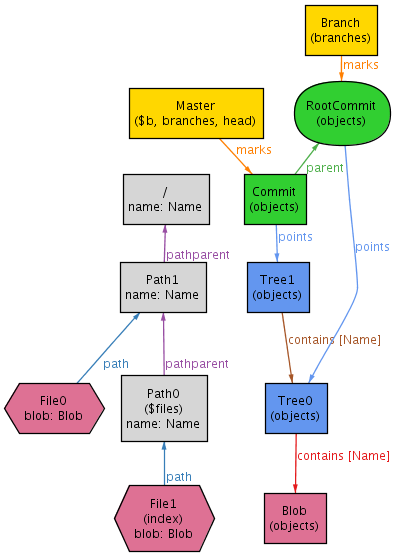 Branch
(branches)
marks
Master
($b, branches, head)
RootCommit
(objects)
marks
parent
/
name: Name
Commit
(objects)
pathparent
points
points
Path1
name: Name
Tree1
(objects)
path
pathparent
contains [Name]
File0
blob: Blob
Path0
($files)
name: Name
Tree0
(objects)
path
contains [Name]
File1
(index)
blob: Blob
Blob
(objects)